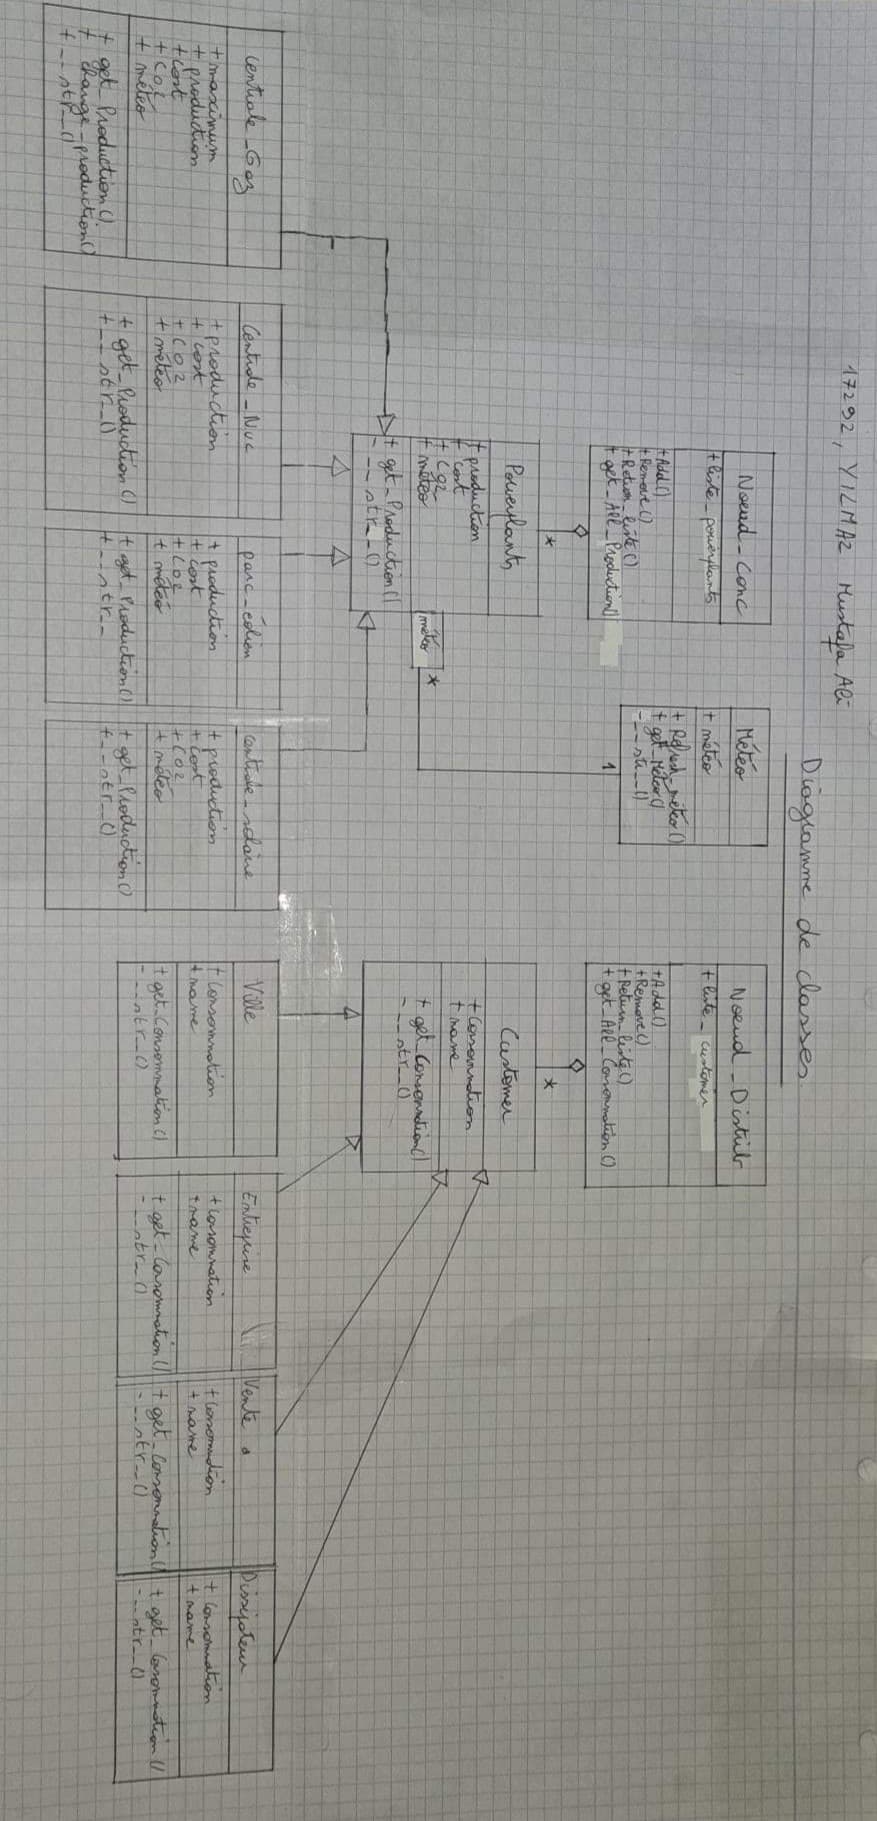 17292, YILMAZ Mustafa Ali
Diagramme de classes
Noeud_Conc
+ liste_powerplants
+Add()
+Remove()
+Return_liste()
+ get_All_Production()
Météo
+ météo
+ Refresh_météo()
+ get_Météo()
-__str__()
Noeud_Distrib
+ liste_customer
+Add()
+Remove()
+Return_liste()
+ get_All_Consommation()
*
1
*
Powerplants
+ production
+ cost
+ CO2
+ météo
+ get_Production()
- __str__()
météo
*
Customer
+ Consommation
+ name
+ get_Consommation()
- __str__()
Centrale_Gaz
+maximum
+ production
+cost
+ CO2
+ météo
+ get_Production()
+ change_production()
+ __str__()
Centrale_Nuc
+ production
+ cost
+ CO2
+ météo
+ get_Production()
+ __str__()
parc_éolien
+ production
+ cost
+ CO2
+ météo
+ get_Production()
+ __str__
centrale_solaire
+ production
+ cost
+ CO2
+ météo
+ get_Production()
+ __str__()
Ville
+ Consommation
+ name
+ get_Consommation()
- __str__()
Entreprise
+ Consommation
+ name
+ get_Consommation()
- __str__()
Vente
+ Consommation
+ name
+ get_Consommation()
- __str__()
Dissipateur
+ Consommation
+ name
+ get_Consommation()
- __str__()